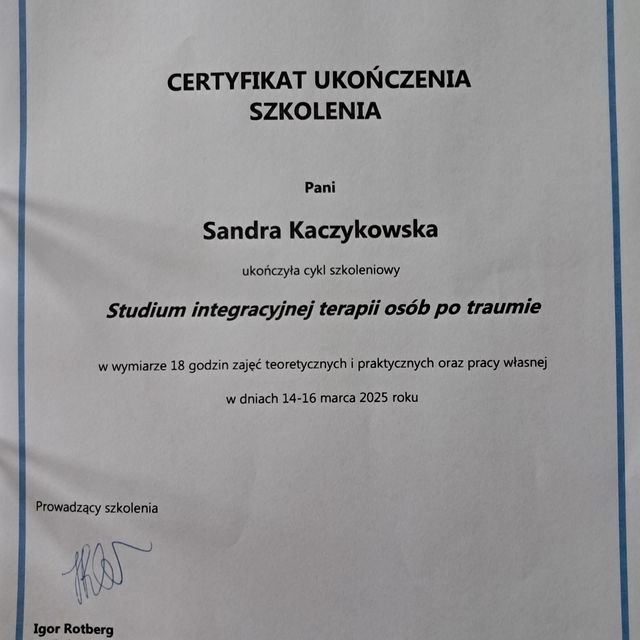 CERTYFIKAT UKOŃCZENIA
SZKOLENIA
Pani
Sandra Kaczykowska
ukończyła cykl szkoleniowy
Studium integracyjnej terapii osób po traumie
w wymiarze 18 godzin zajęć teoretycznych i praktycznych oraz pracy własnej
w dniach 14-16 marca 2025 roku
Prowadzący szkolenia
Igor Rotberg